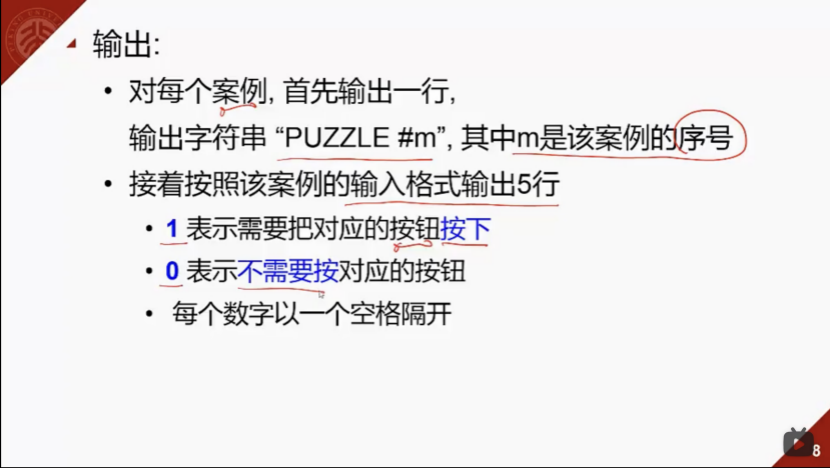 输出:
• 对每个案例, 首先输出一行,
输出字符串 “PUZZLE #m”, 其中m是该案例的序号
• 接着按照该案例的输入格式输出5行
• 1 表示需要把对应的按钮按下
• 0 表示不需要按对应的按钮
• 每个数字以一个空格隔开
8